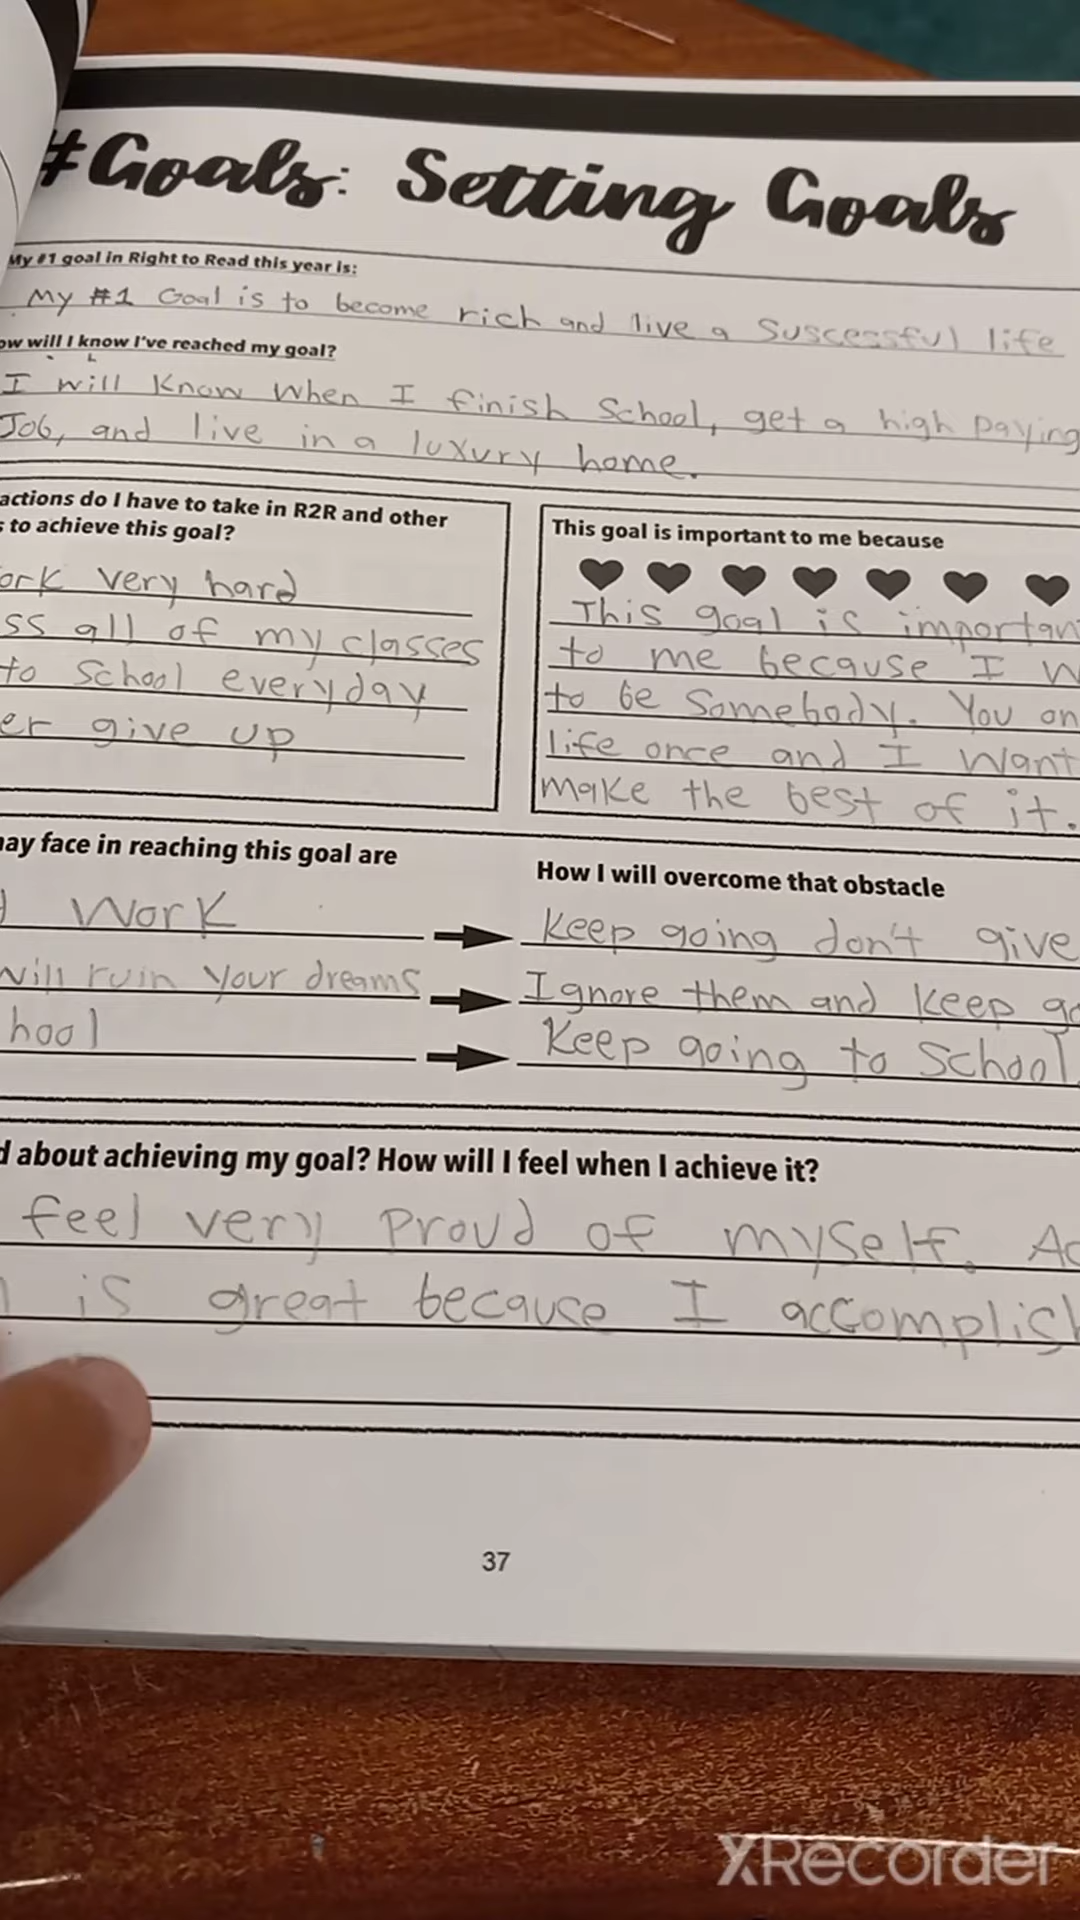 #Goals: Setting Goals
My #1 goal in Right to Read this year is:
My #1 Goal is to become rich and live a Suscessful life
ow will I know I've reached my goal?
I will Know When I finish School, get a high paying
Job, and live in a luxury home.
actions do I have to take in R2R and other
s to achieve this goal?
ork very hard
ss all of my classes
to School everyday
er give up
This goal is important to me because
This goal is importan
to me because I w
to be Somebody. You on
life once and I Want
make the best of it.
may face in reaching this goal are
How I will overcome that obstacle
d Work
Keep going don't give
will ruin your dreams
Ignore them and keep go
hool
Keep going to School
d about achieving my goal? How will I feel when I achieve it?
feel very proud of myself. Ac
l is great because I accomplish
37
XRecorder